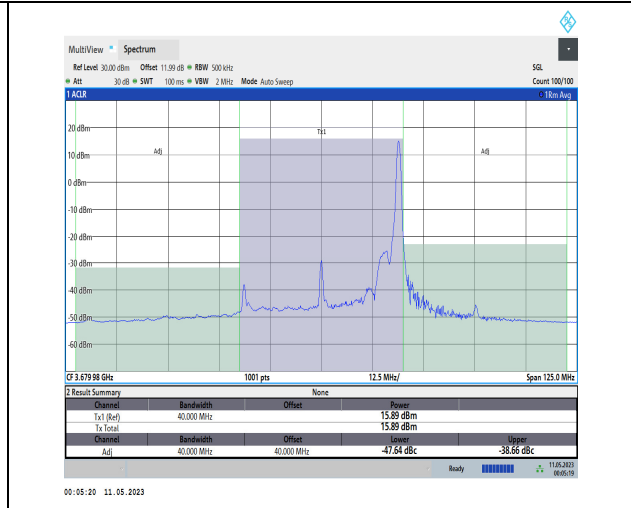 MultiView Spectrum
Ref Level 30.00 dBm Offset 11.99 dB RBW 500 kHz SGL
Att 30 dB SWT 100 ms VBW 2 MHz Mode Auto Sweep Count 100/100
1 ACLR 1Rm Avg
20 dBm
Tx1
10 dBm
Adj Adj
0 dBm
-10 dBm
-20 dBm
-30 dBm
-40 dBm
-50 dBm
-60 dBm
CF 3.67998 GHz 1001 pts 12.5 MHz/ Span 125.0 MHz
2 Result Summary None
Channel Bandwidth Offset Power
Tx1 (Ref) 40.000 MHz 15.89 dBm
Tx Total 15.89 dBm
Channel Bandwidth Offset Lower Upper
Adj 40.000 MHz 40.000 MHz -47.64 dBc -38.66 dBc
Ready 11.05.2023
00:05:19
00:05:20 11.05.2023